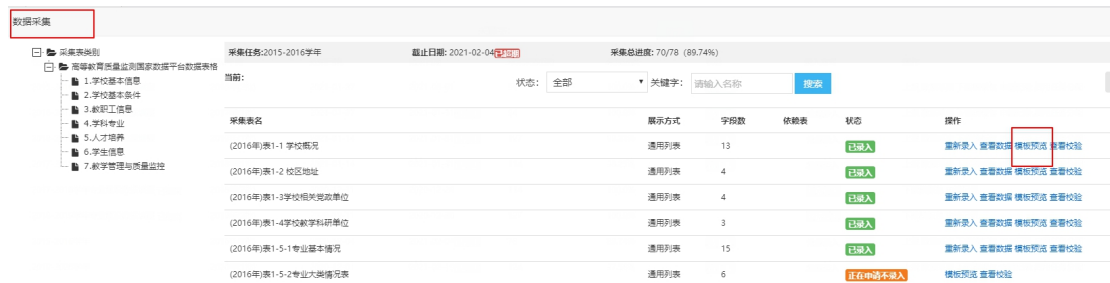 数据采集
采集表类别
高等教育质量监测国家数据平台数据表格
1.学校基本信息
2.学校基本条件
3.教职工信息
4.学科专业
5.人才培养
6.学生信息
7.教学管理与质量监控
采集任务:2015-2016学年 截止日期: 2021-02-04已超期 采集总进度: 70/78 (89.74%)
当前: 状态: 全部 关键字: 请输入名称 搜索
采集表名 展示方式 字段数 依赖表 状态 操作
(2016年)表1-1 学校概况 通用列表 13 已录入 重新录入 查看数据 模板预览 查看校验
(2016年)表1-2 校区地址 通用列表 4 已录入 重新录入 查看数据 模板预览 查看校验
(2016年)表1-3学校相关党政单位 通用列表 4 已录入 重新录入 查看数据 模板预览 查看校验
(2016年)表1-4学校教学科研单位 通用列表 3 已录入 重新录入 查看数据 模板预览 查看校验
(2016年)表1-5-1专业基本情况 通用列表 15 已录入 重新录入 查看数据 模板预览 查看校验
(2016年)表1-5-2专业大类情况表 通用列表 6 正在申请不录入 模板预览 查看校验